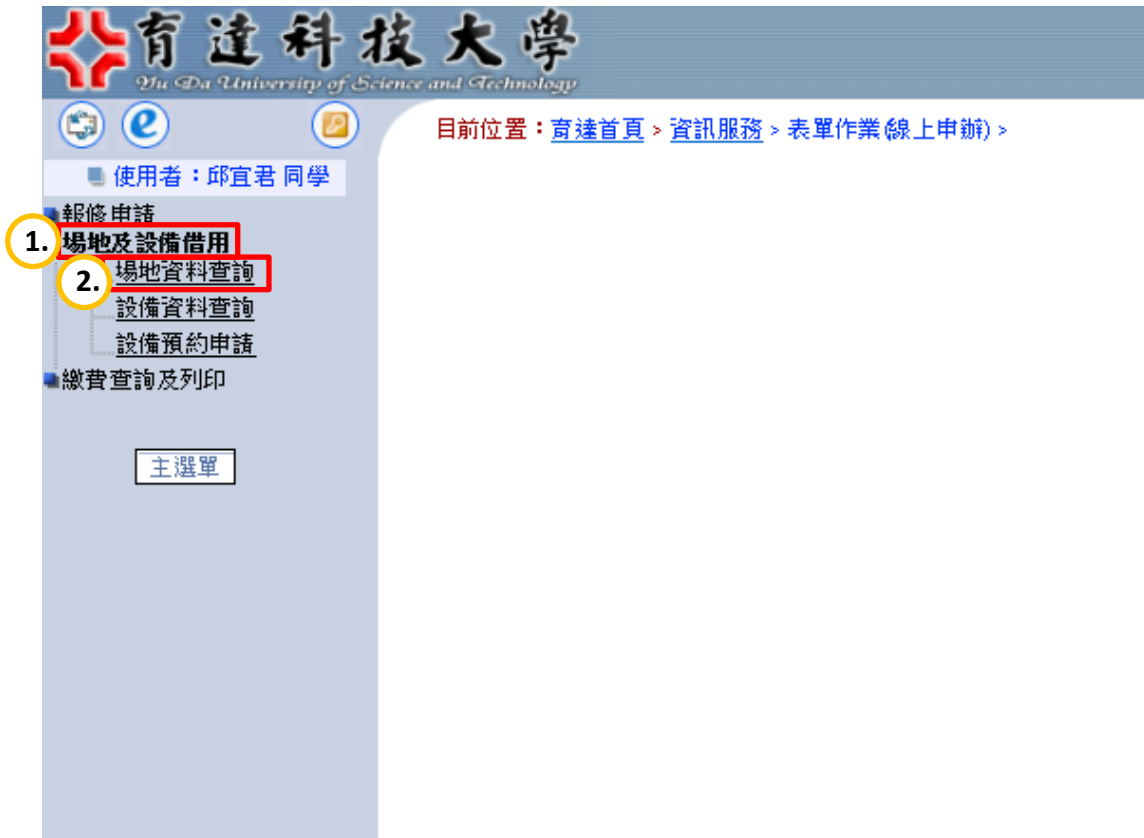 育達科技大學
Yu Da University of Science and Technology
目前位置：育達首頁 > 資訊服務 > 表單作業(線上申辦) >
使用者：邱宜君 同學
報修申請
1. 場地及設備借用
2. 場地資料查詢
設備資料查詢
設備預約申請
繳費查詢及列印
主選單